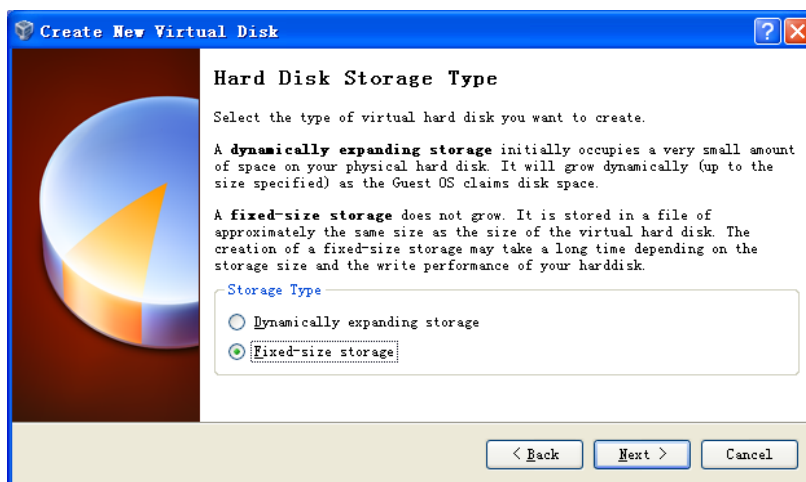 Create New Virtual Disk
Hard Disk Storage Type
Select the type of virtual hard disk you want to create.
A dynamically expanding storage initially occupies a very small amount
of space on your physical hard disk. It will grow dynamically (up to the
size specified) as the Guest OS claims disk space.
A fixed-size storage does not grow. It is stored in a file of
approximately the same size as the size of the virtual hard disk. The
creation of a fixed-size storage may take a long time depending on the
storage size and the write performance of your harddisk.
Storage Type
Dynamically expanding storage
Fixed-size storage
< Back
Next >
Cancel